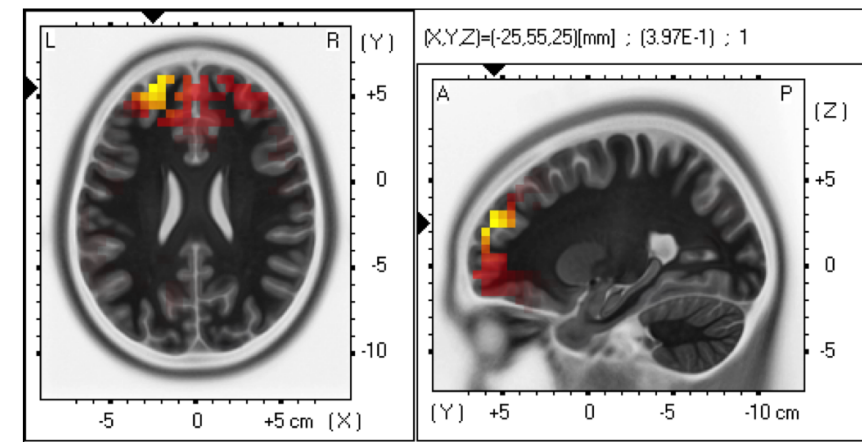 L R (Y)
+5
0
-5
-10
-5 0 +5 cm (X)
(X,Y,Z)=(-25,55,25)[mm] ; (3.97E-1) ; 1
A P (Z)
+5
0
-5
(Y) +5 0 -5 -10 cm